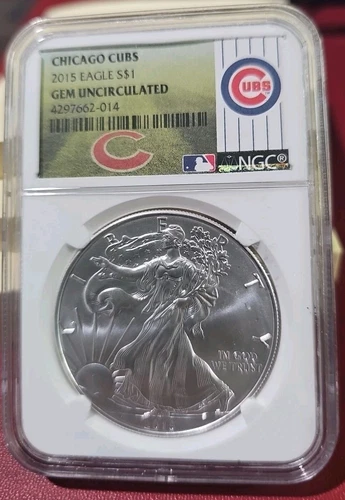 CHICAGO CUBS
2015 EAGLE S$1
GEM UNCIRCULATED
4297662-014
CUBS
C
NGC®
LIBERTY
IN GOD
WE TRUST